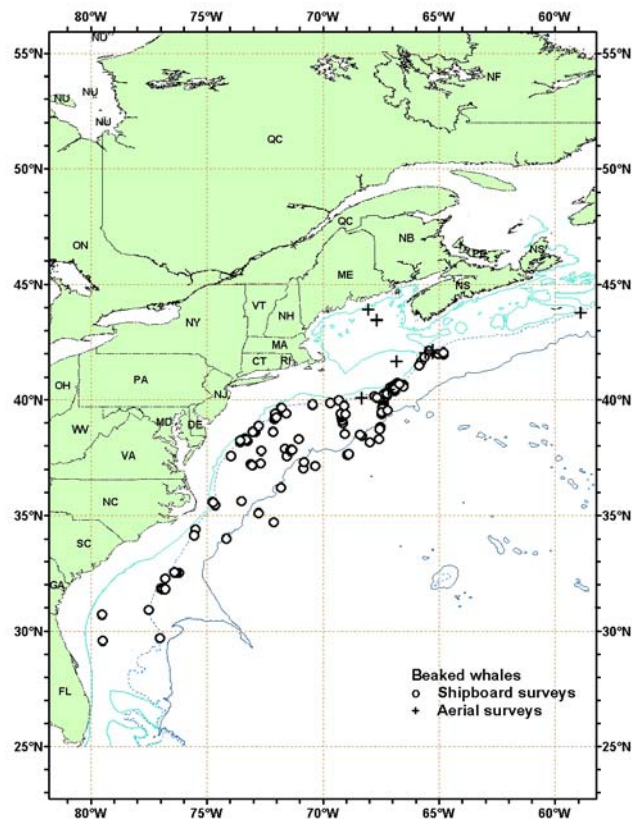 80°W 75°W 70°W 65°W 60°W
55°N 55°N
NU
NU
NU
NU
NF
50°N 50°N
QC
QC
NB
PE
NS
ON
45°N 45°N
ME
NS
VT
NH
NY
MA
CT RI
OH
PA
NJ
40°N 40°N
WV
MD
DE
VA
NC
35°N 35°N
SC
GA
30°N 30°N
FL
Beaked whales
Shipboard surveys
Aerial surveys
25°N 25°N
80°W 75°W 70°W 65°W 60°W